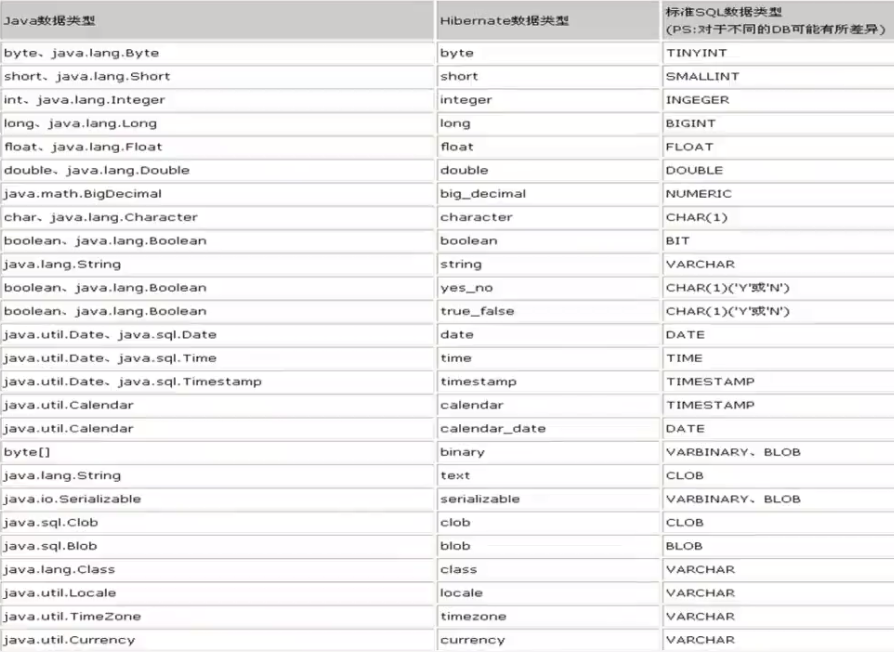 Java数据类型 Hibernate数据类型 标准SQL数据类型
(PS:对于不同的DB可能有所差异)
byte、java.lang.Byte byte TINYINT
short、java.lang.Short short SMALLINT
int、java.lang.Integer integer INGEGER
long、java.lang.Long long BIGINT
float、java.lang.Float float FLOAT
double、java.lang.Double double DOUBLE
java.math.BigDecimal big_decimal NUMERIC
char、java.lang.Character character CHAR(1)
boolean、java.lang.Boolean boolean BIT
java.lang.String string VARCHAR
boolean、java.lang.Boolean yes_no CHAR(1)('Y'或'N')
boolean、java.lang.Boolean true_false CHAR(1)('Y'或'N')
java.util.Date、java.sql.Date date DATE
java.util.Date、java.sql.Time time TIME
java.util.Date、java.sql.Timestamp timestamp TIMESTAMP
java.util.Calendar calendar TIMESTAMP
java.util.Calendar calendar_date DATE
byte[] binary VARBINARY、BLOB
java.lang.String text CLOB
java.io.Serializable serializable VARBINARY、BLOB
java.sql.Clob clob CLOB
java.sql.Blob blob BLOB
java.lang.Class class VARCHAR
java.util.Locale locale VARCHAR
java.util.TimeZone timezone VARCHAR
java.util.Currency currency VARCHAR